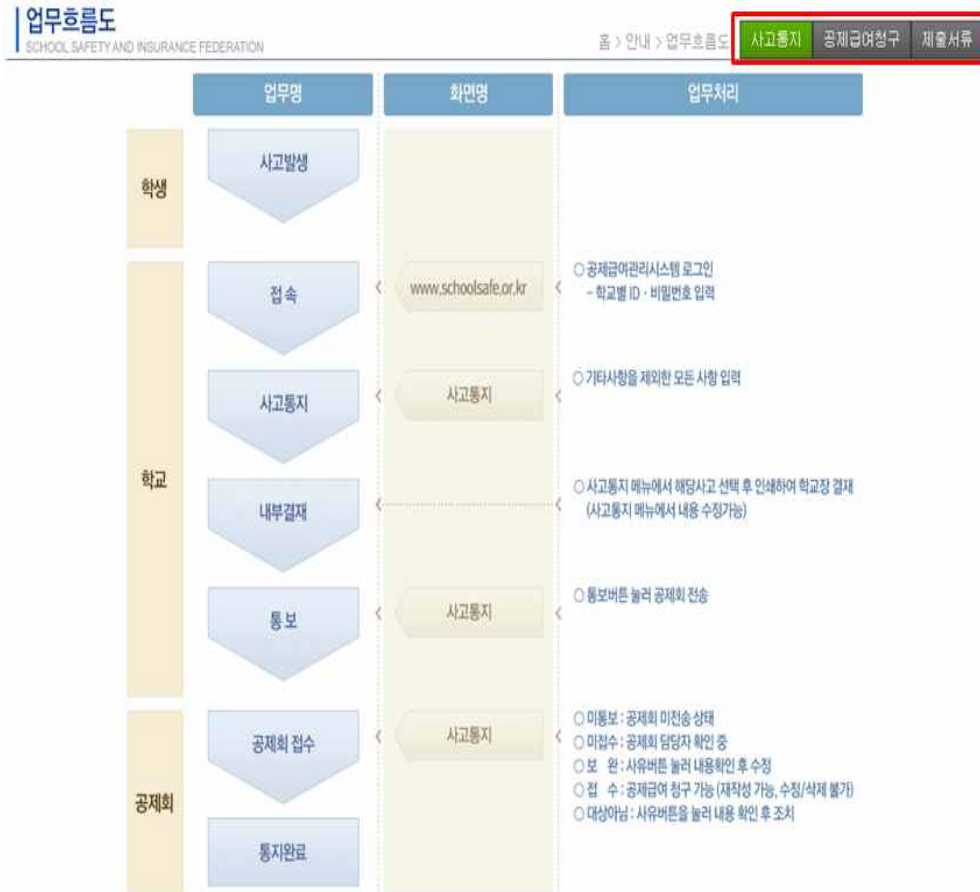 업무흐름도
SCHOOL SAFETY AND INSURANCE FEDERATION
홈 > 안내 > 업무흐름도
사고통지 공제급여청구 제출서류
업무명 화면명 업무처리
학생
사고발생
학교
접 속
www.schoolsafe.or.kr
○ 공제급여관리시스템 로그인
- 학교별 ID · 비밀번호 입력
사고통지
사고통지
○ 기타사항을 제외한 모든 사항 입력
내부결재
○ 사고통지 메뉴에서 해당사고 선택 후 인쇄하여 학교장 결재
(사고통지 메뉴에서 내용 수정가능)
통 보
사고통지
○ 통보버튼 눌러 공제회 전송
공제회
공제회 접수
사고통지
○ 미통보 : 공제회 미전송 상태
○ 미접수 : 공제회 담당자 확인 중
○ 보 완 : 사유버튼 눌러 내용확인 후 수정
○ 접 수 : 공제급여 청구 가능 (재작성 가능, 수정/삭제 불가)
○ 대상아님 : 사유버튼을 눌러 내용 확인 후 조치
통지완료